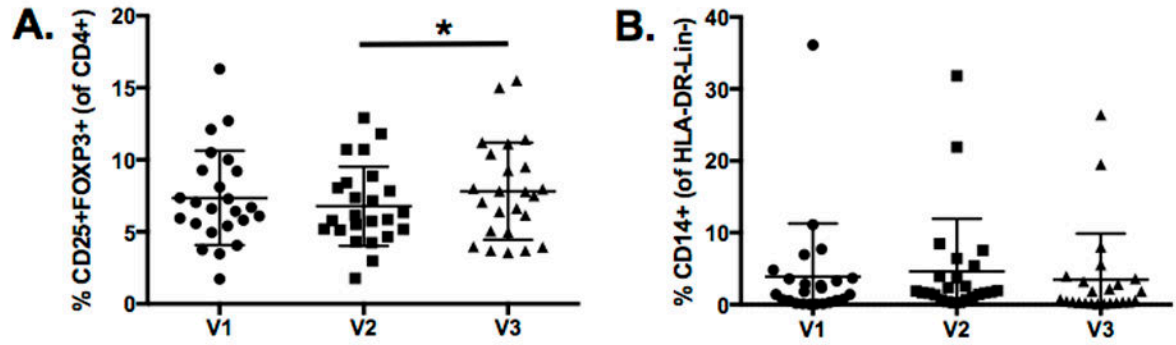 A.
% CD25+FOXP3+ (of CD4+)
20
15
10
5
0
*
V1 V2 V3
B.
% CD14+ (of HLA-DR-Lin-)
40
30
20
10
0
V1 V2 V3